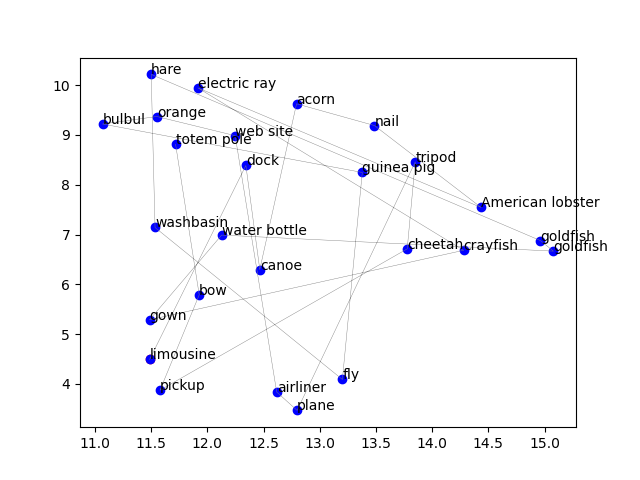 hare
electric ray
acorn
orange
bulbul
nail
web site
totem pole
tripod
dock
guinea pig
American lobster
washbasin
water bottle
goldfish
cheetah
crayfish
goldfish
canoe
bow
gown
limousine
fly
pickup
airliner
plane
10
9
8
7
6
5
4
11.0 11.5 12.0 12.5 13.0 13.5 14.0 14.5 15.0